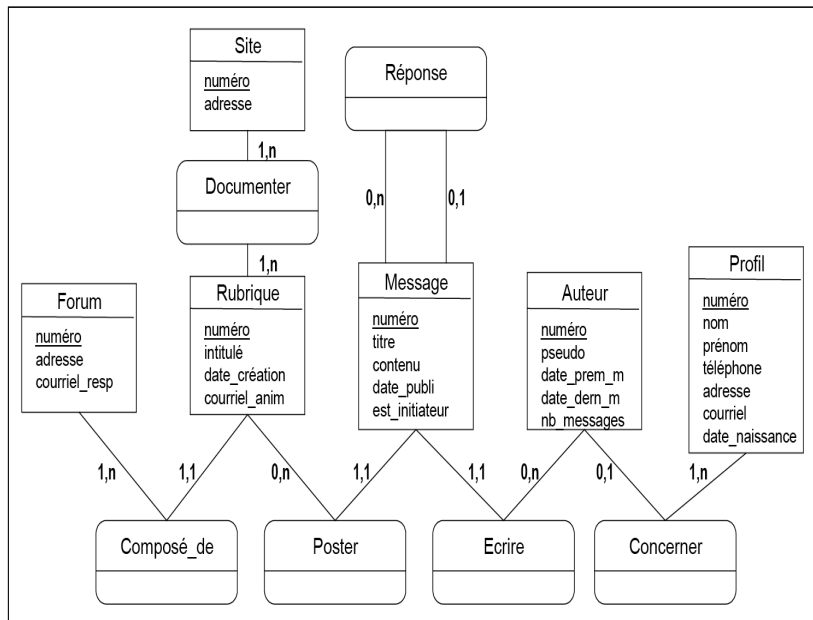 Site
numéro
adresse
Réponse
1,n
Documenter
0,n
0,1
1,n
Forum
numéro
adresse
courriel_resp
Rubrique
numéro
intitulé
date_création
courriel_anim
Message
numéro
titre
contenu
date_publi
est_initiateur
Auteur
numéro
pseudo
date_prem_m
date_dern_m
nb_messages
Profil
numéro
nom
prénom
téléphone
adresse
courriel
date_naissance
1,n
1,1
0,n
1,1
1,1
0,n
0,1
1,n
Composé_de
Poster
Ecrire
Concerner